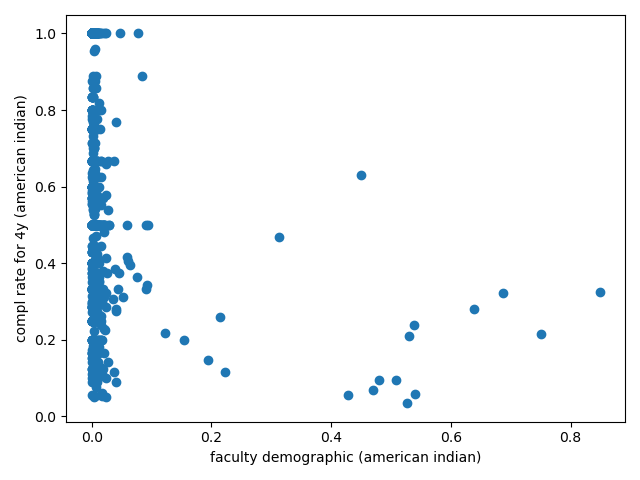 1.0
0.8
0.6
0.4
0.2
0.0
compl rate for 4y (american indian)
0.0 0.2 0.4 0.6 0.8
faculty demographic (american indian)